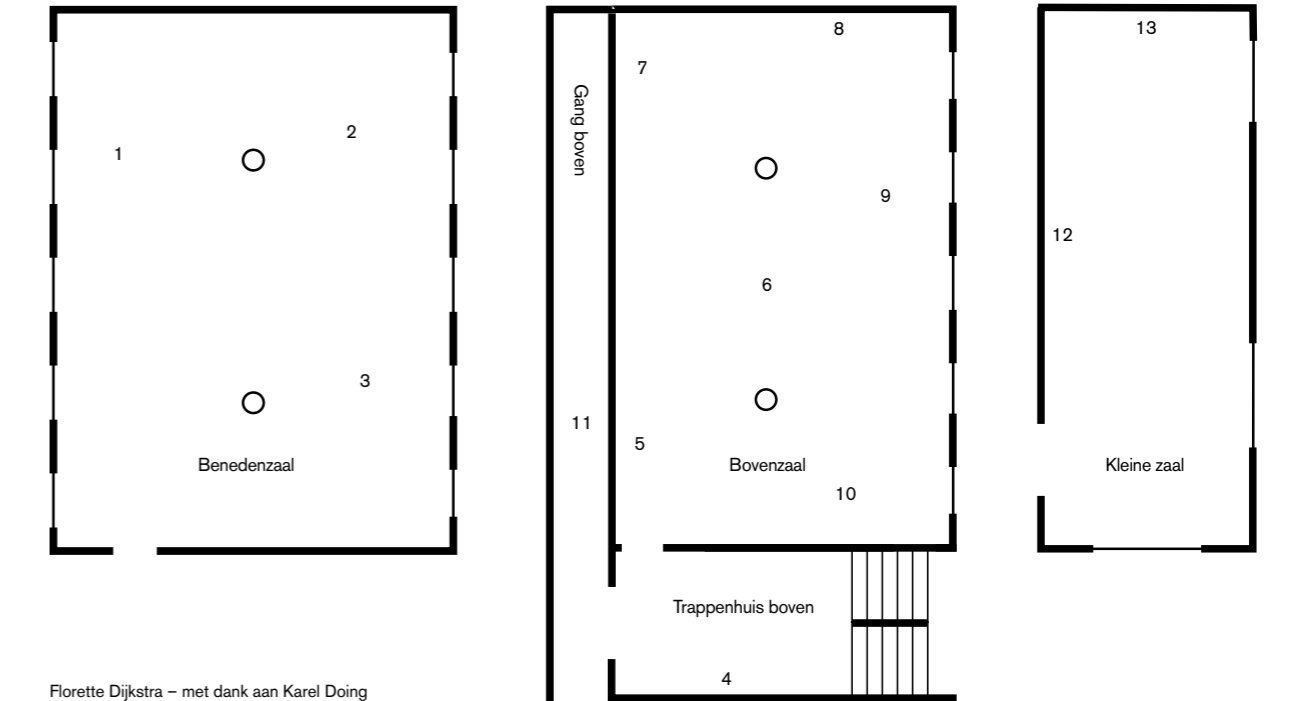 1
2
3
Benedenzaal
Florette Dijkstra – met dank aan Karel Doing
Gang boven
11
8
7
9
6
5
Bovenzaal
10
Trappenhuis boven
4
13
12
Kleine zaal